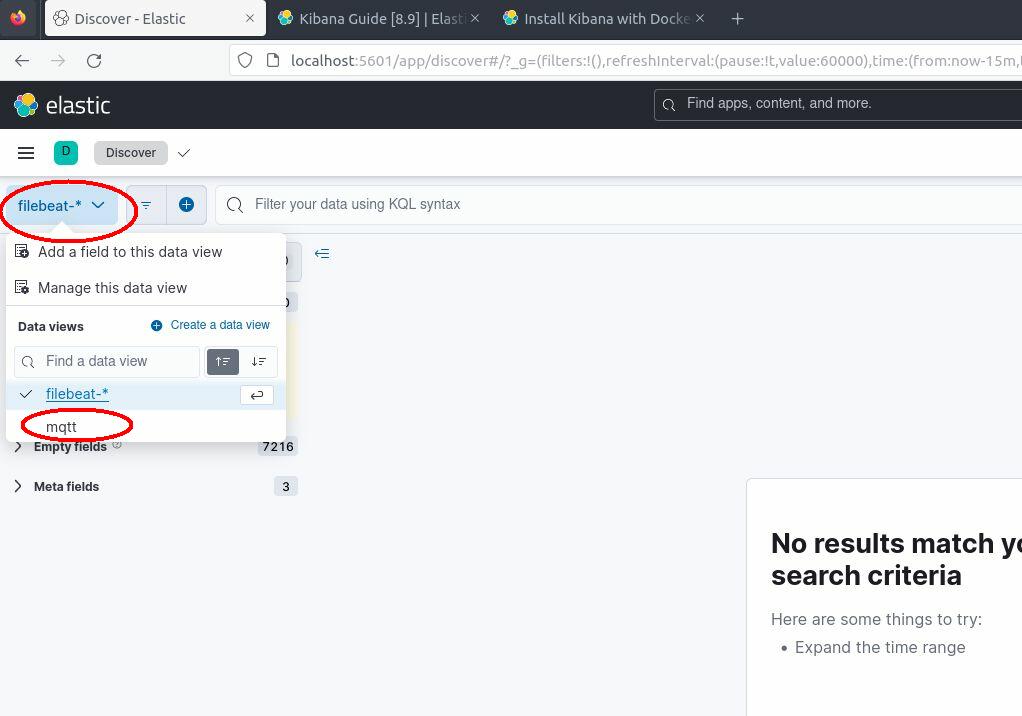 Discover - Elastic
Kibana Guide [8.9] | Elasti
Install Kibana with Docke
localhost:5601/app/discover#/?_g=(filters:!(),refreshInterval:(pause:!t,value:60000),time:(from:now-15m,
elastic
Find apps, content, and more.
D
Discover
filebeat-*
Filter your data using KQL syntax
Add a field to this data view
Manage this data view
Data views
Create a data view
Find a data view
filebeat-*
mqtt
Empty fields
7216
Meta fields
3
No results match yo
search criteria
Here are some things to try:
• Expand the time range